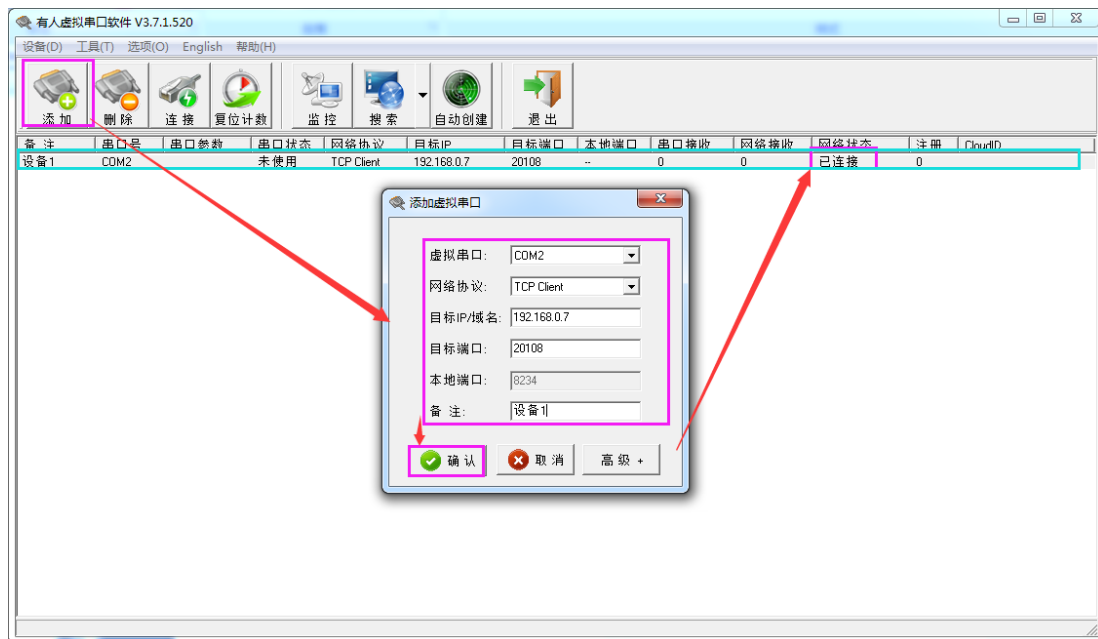 有人虚拟串口软件 V3.7.1.520
设备(D) 工具(T) 选项(O) English 帮助(H)
添 加 删 除 连 接 复位计数 监 控 搜 索 自动创建 退 出
备 注 串口号 串口参数 串口状态 网络协议 目标IP 目标端口 本地端口 串口接收 网络接收 网络状态 注 册 CloudID
设备1 COM2 未使用 TCP Client 192.168.0.7 20108 -- 0 0 已连接 0
添加虚拟串口
虚拟串口: COM2
网络协议: TCP Client
目标IP/域名: 192.168.0.7
目标端口: 20108
本地端口: 8234
备 注: 设备1
确 认 取 消 高 级 +